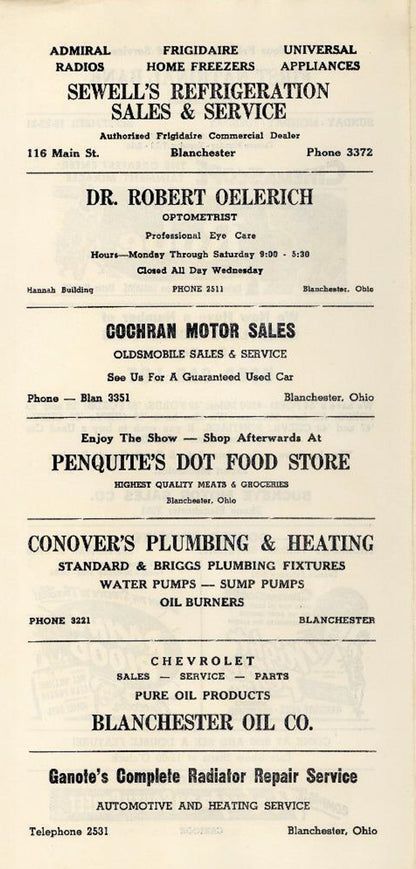 ADMIRAL FRIGIDAIRE UNIVERSAL
RADIOS HOME FREEZERS APPLIANCES
SEWELL'S REFRIGERATION
SALES & SERVICE
Authorized Frigidaire Commercial Dealer
116 Main St. Blanchester Phone 3372
DR. ROBERT OELERICH
OPTOMETRIST
Professional Eye Care
Hours—Monday Through Saturday 9:00 - 5:30
Closed All Day Wednesday
Hannah Building PHONE 2511 Blanchester, Ohio
COCHRAN MOTOR SALES
OLDSMOBILE SALES & SERVICE
See Us For A Guaranteed Used Car
Phone — Blan 3351 Blanchester, Ohio
Enjoy The Show — Shop Afterwards At
PENQUITE'S DOT FOOD STORE
HIGHEST QUALITY MEATS & GROCERIES
Blanchester, Ohio
CONOVER'S PLUMBING & HEATING
STANDARD & BRIGGS PLUMBING FIXTURES
WATER PUMPS — SUMP PUMPS
OIL BURNERS
PHONE 3221 BLANCHESTER
CHEVROLET
SALES — SERVICE — PARTS
PURE OIL PRODUCTS
BLANCHESTER OIL CO.
Ganote's Complete Radiator Repair Service
AUTOMOTIVE AND HEATING SERVICE
Telephone 2531 Blanchester, Ohio